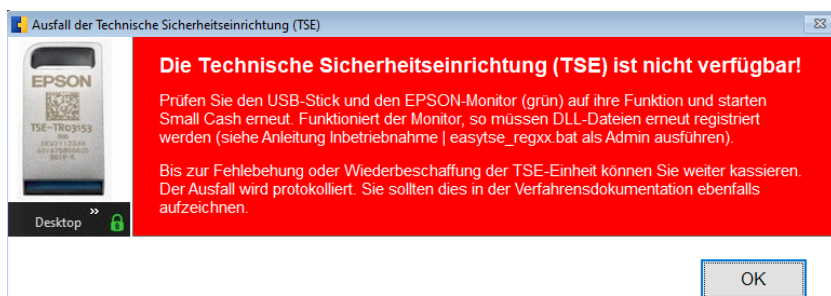 Ausfall der Technische Sicherheitseinrichtung (TSE)
EPSON
TSE-TR03153
Die Technische Sicherheitseinrichtung (TSE) ist nicht verfügbar!
Prüfen Sie den USB-Stick und den EPSON-Monitor (grün) auf ihre Funktion und starten
Small Cash erneut. Funktioniert der Monitor, so müssen DLL-Dateien erneut registriert
werden (siehe Anleitung Inbetriebnahme | easytse_regxx.bat als Admin ausführen).
Bis zur Fehlebehung oder Wiederbeschaffung der TSE-Einheit können Sie weiter kassieren.
Der Ausfall wird protokolliert. Sie sollten dies in der Verfahrensdokumentation ebenfalls
aufzeichnen.
Desktop »
OK